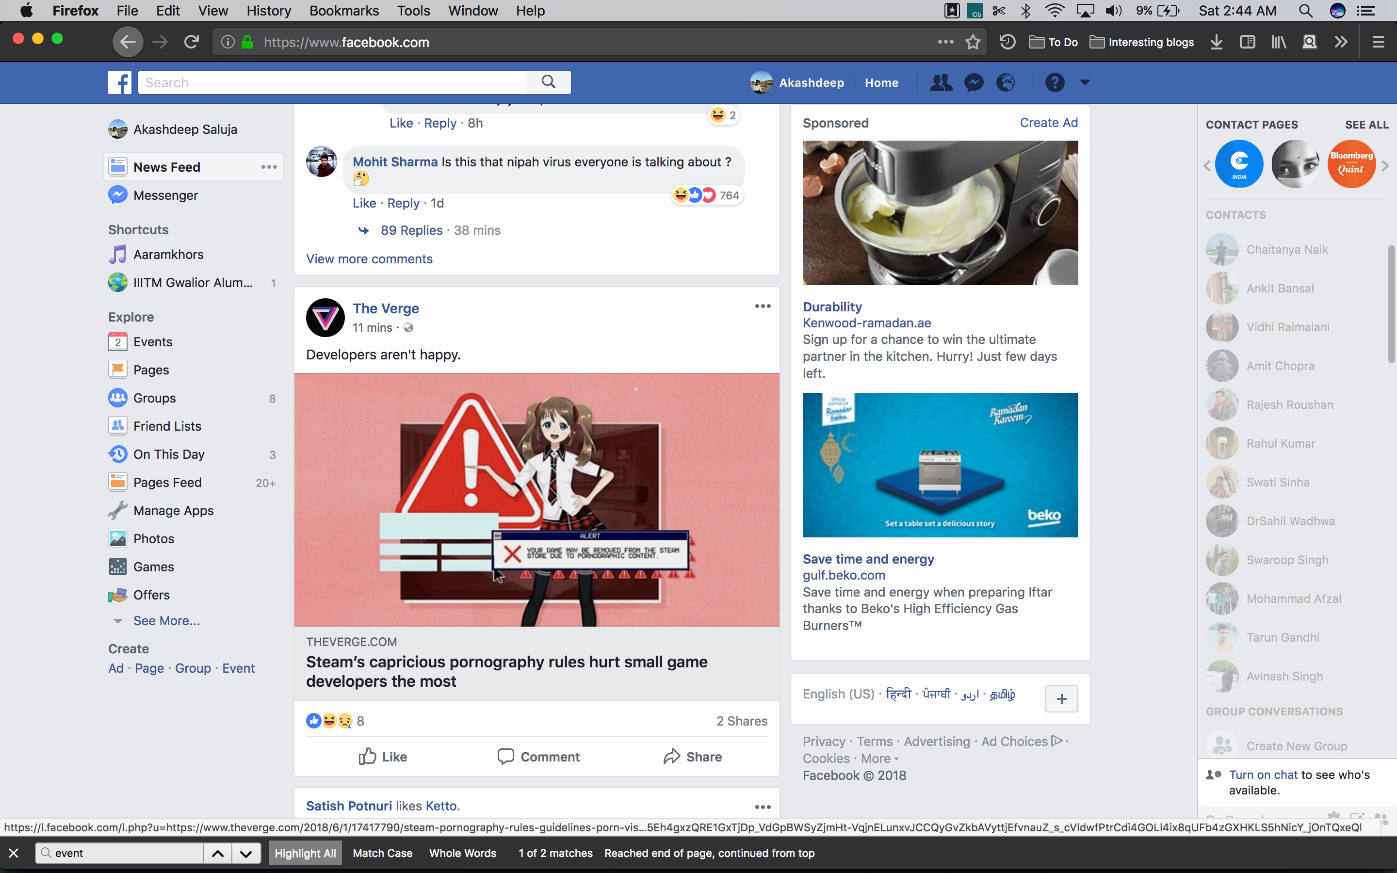 Firefox File Edit View History Bookmarks Tools Window Help
9% Sat 2:44 AM
https://www.facebook.com
To Do Interesting blogs
Search
Akashdeep Home
Akashdeep Saluja
News Feed
Messenger
Shortcuts
Aaramkhors
IIITM Gwalior Alum... 1
Explore
2 Events
Pages
Groups 8
Friend Lists
On This Day 3
Pages Feed 20+
Manage Apps
Photos
Games
Offers
See More...
Create
Ad · Page · Group · Event
2
Like · Reply · 8h
Mohit Sharma Is this that nipah virus everyone is talking about ?
🤔
764
Like · Reply · 1d
89 Replies · 38 mins
View more comments
The Verge
11 mins ·
Developers aren't happy.
ALERT
YOUR GAME MAY BE REMOVED FROM THE STEAM
STORE DUE TO PORNOGRAPHIC CONTENT.
THEVERGE.COM
Steam's capricious pornography rules hurt small game
developers the most
8
2 Shares
Like Comment Share
Satish Potnuri likes Ketto.
Sponsored Create Ad
Durability
Kenwood-ramadan.ae
Sign up for a chance to win the ultimate
partner in the kitchen. Hurry! Just few days
left.
Ramadan
Kareem
Set a table set a delicious story
beko
Save time and energy
gulf.beko.com
Save time and energy when preparing Iftar
thanks to Beko's High Efficiency Gas
Burners™
English (US) · हिन्दी · ਪੰਜਾਬੀ · اردو · தமிழ்
Privacy · Terms · Advertising · Ad Choices ·
Cookies · More
Facebook © 2018
CONTACT PAGES SEE ALL
INDIA
Bloomberg
Quint
CONTACTS
Chaitanya Naik
Ankit Bansal
Vidhi Raimalani
Amit Chopra
Rajesh Roushan
Rahul Kumar
Swati Sinha
DrSahil Wadhwa
Swaroop Singh
Mohammad Afzal
Tarun Gandhi
Avinash Singh
GROUP CONVERSATIONS
Create New Group
Turn on chat to see who's
available.
https://l.facebook.com/l.php?u=https://www.theverge.com/2018/6/1/17417790/steam-pornography-rules-guidelines-porn-vis...5Eh4gxzQRE1GxTjDp_VdGpBWSyZjmHt-VqjnELunxvJCCQyGvZkbAVyttjEfvnauZ_s_cVldwfPtrCdi4GOLI4ix8qUFb4zGXHKLS5hNicY_jOnTQxeQl
event
Highlight All Match Case Whole Words 1 of 2 matches Reached end of page, continued from top